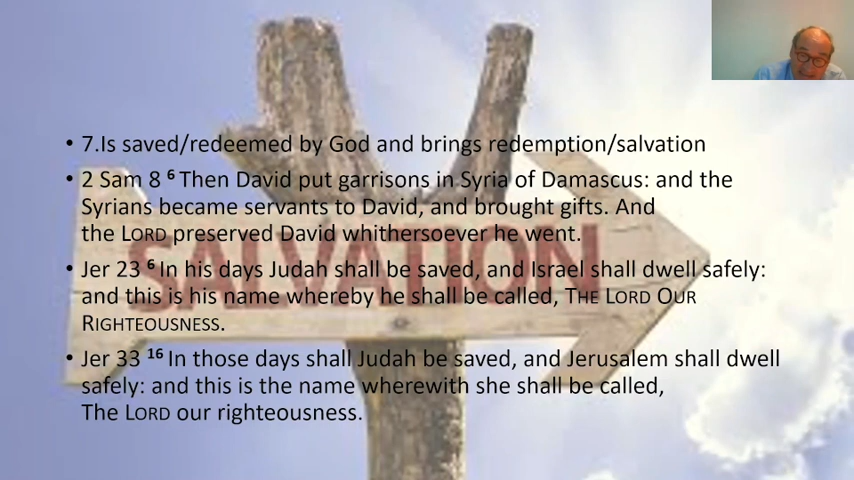 • 7.Is saved/redeemed by God and brings redemption/salvation
• 2 Sam 8 6 Then David put garrisons in Syria of Damascus: and the
Syrians became servants to David, and brought gifts. And
the LORD preserved David whithersoever he went.
• Jer 23 6 In his days Judah shall be saved, and Israel shall dwell safely:
and this is his name whereby he shall be called, THE LORD OUR
RIGHTEOUSNESS.
• Jer 33 16 In those days shall Judah be saved, and Jerusalem shall dwell
safely: and this is the name wherewith she shall be called,
The LORD our righteousness.
SALVATION